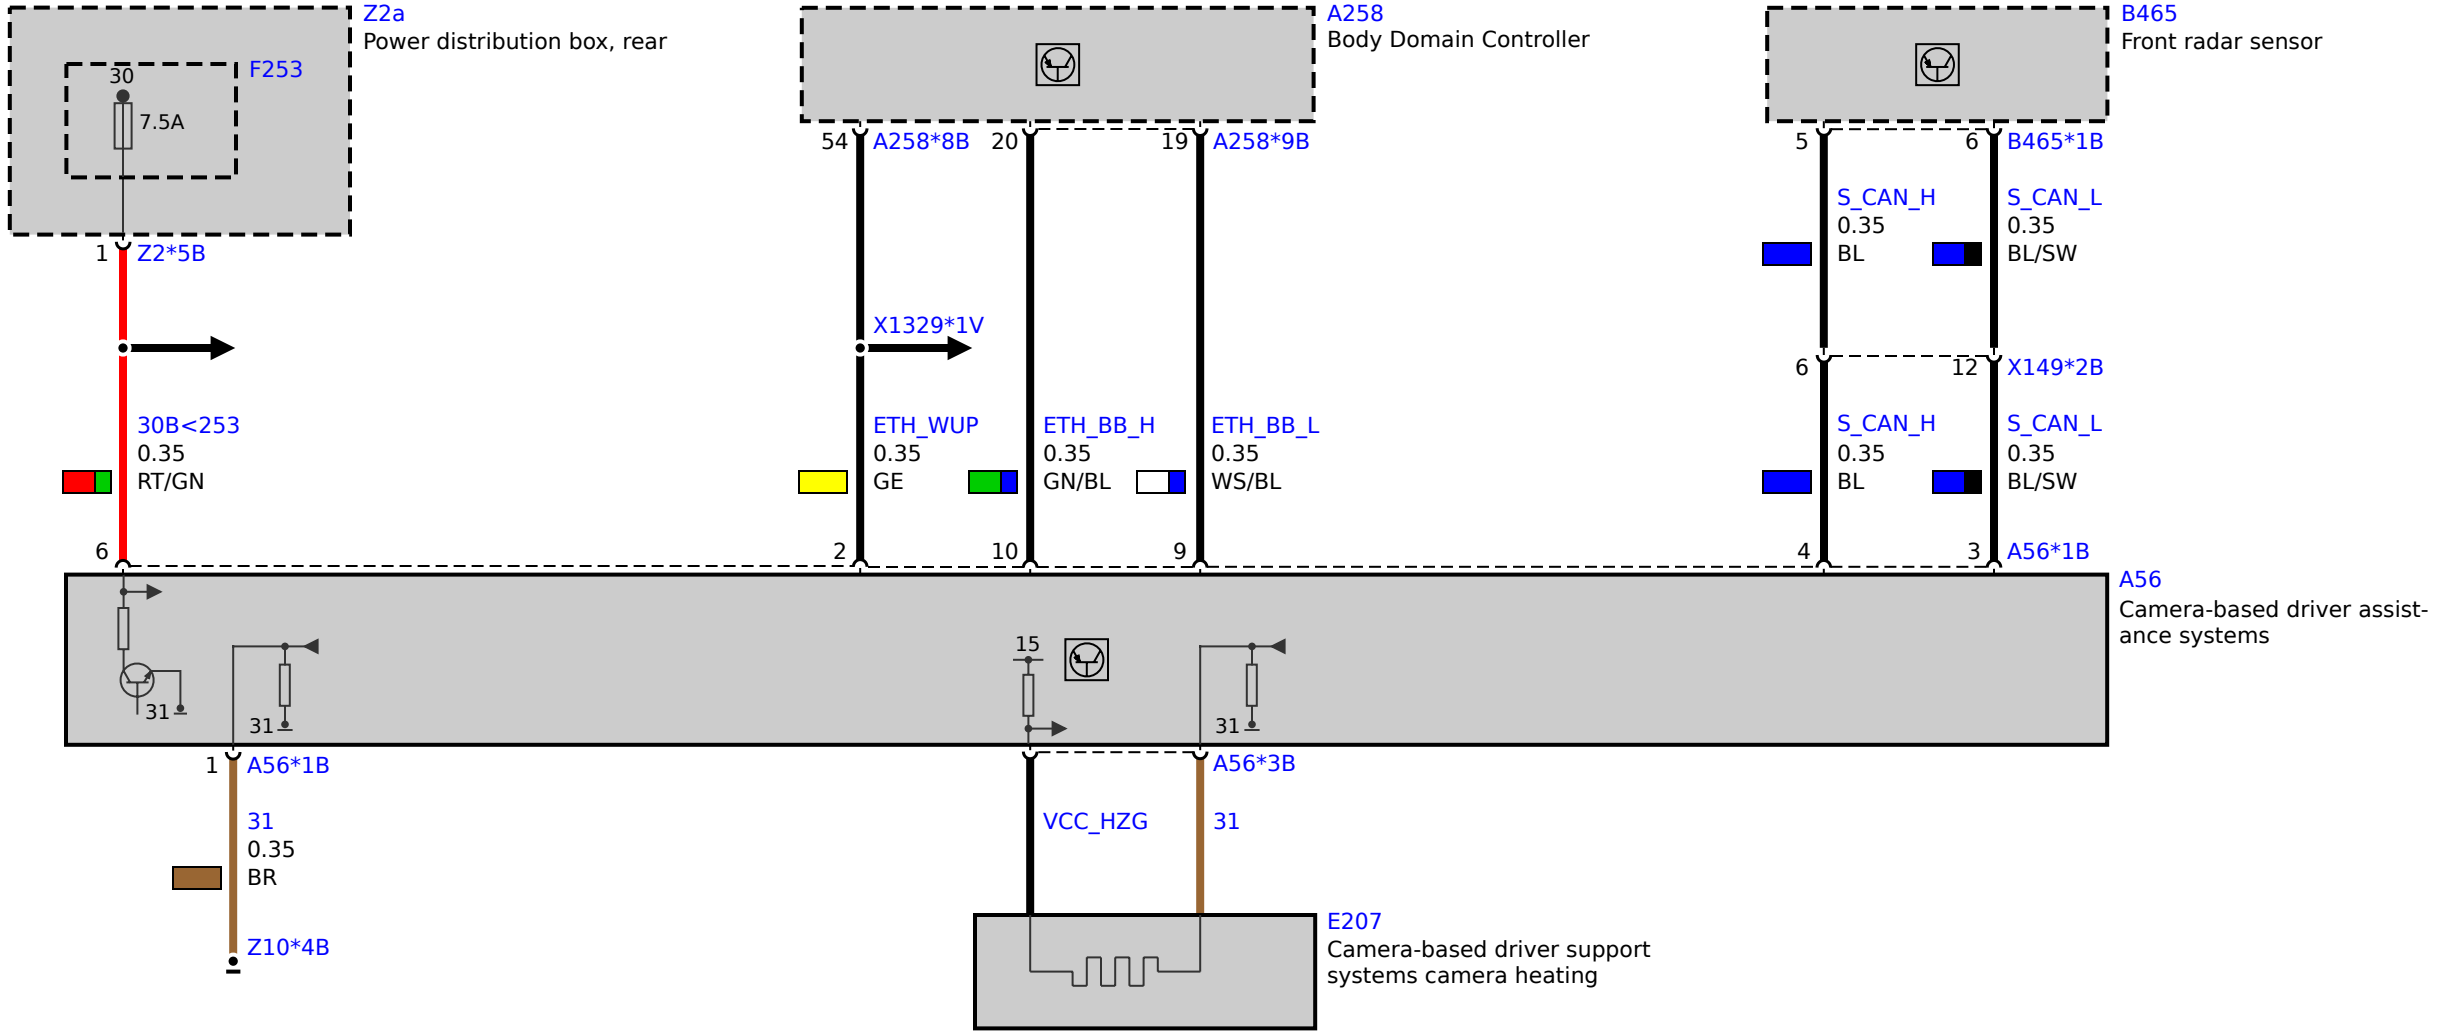 Z2a
Power distribution box, rear
F253
30
7.5A
1
Z2*5B
30B<253
0.35
RT/GN
6
A258
Body Domain Controller
54
A258*8B
20
19
A258*9B
X1329*1V
ETH_WUP
0.35
GE
ETH_BB_H
0.35
GN/BL
ETH_BB_L
0.35
WS/BL
2
10
9
B465
Front radar sensor
5
6
B465*1B
S_CAN_H
0.35
BL
S_CAN_L
0.35
BL/SW
6
12
X149*2B
S_CAN_H
0.35
BL
S_CAN_L
0.35
BL/SW
4
3
A56*1B
A56
Camera-based driver assist-
ance systems
31
31
15
31
1
A56*1B
31
0.35
BR
Z10*4B
A56*3B
VCC_HZG
31
E207
Camera-based driver support
systems camera heating